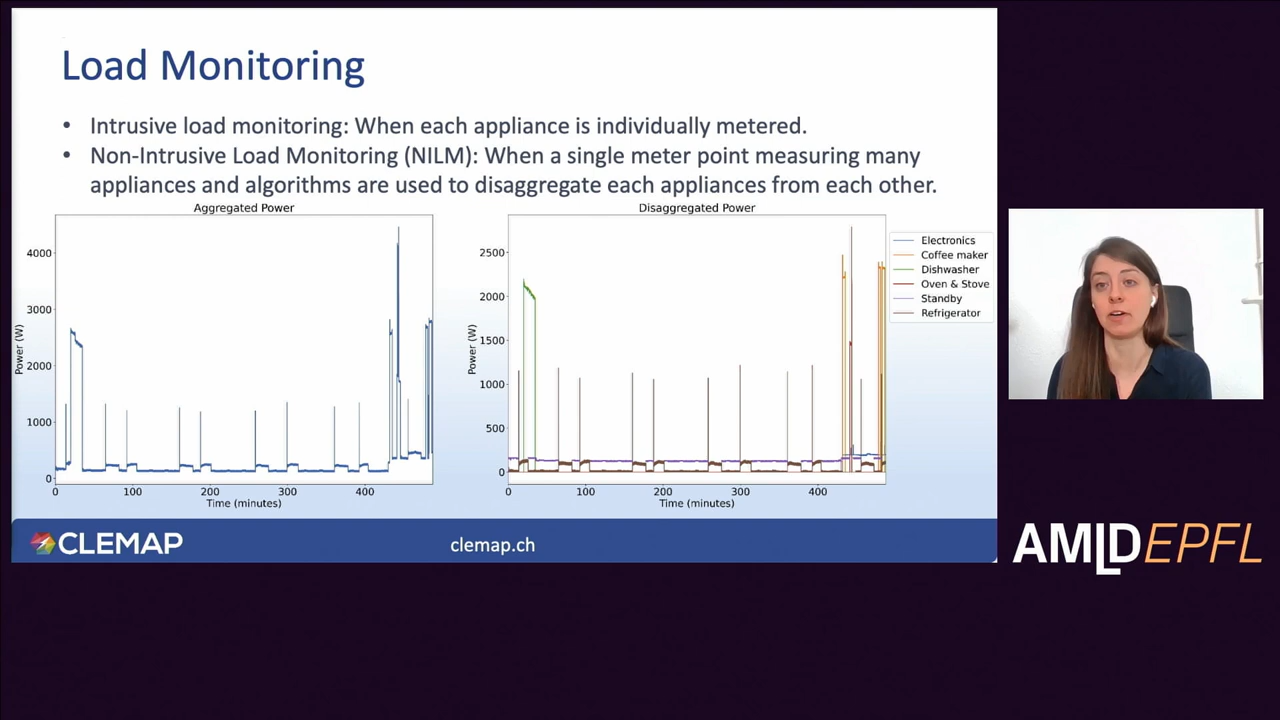 Load Monitoring
• Intrusive load monitoring: When each appliance is individually metered.
• Non-Intrusive Load Monitoring (NILM): When a single meter point measuring many
appliances and algorithms are used to disaggregate each appliances from each other.
Aggregated Power
4000
3000
2000
1000
0
Power (W)
0 100 200 300 400
Time (minutes)
Disaggregated Power
2500
2000
1500
1000
500
0
Power (W)
0 100 200 300 400
Time (minutes)
Electronics
Coffee maker
Dishwasher
Oven & Stove
Standby
Refrigerator
CLEMAP
clemap.ch
AMLDEPFL